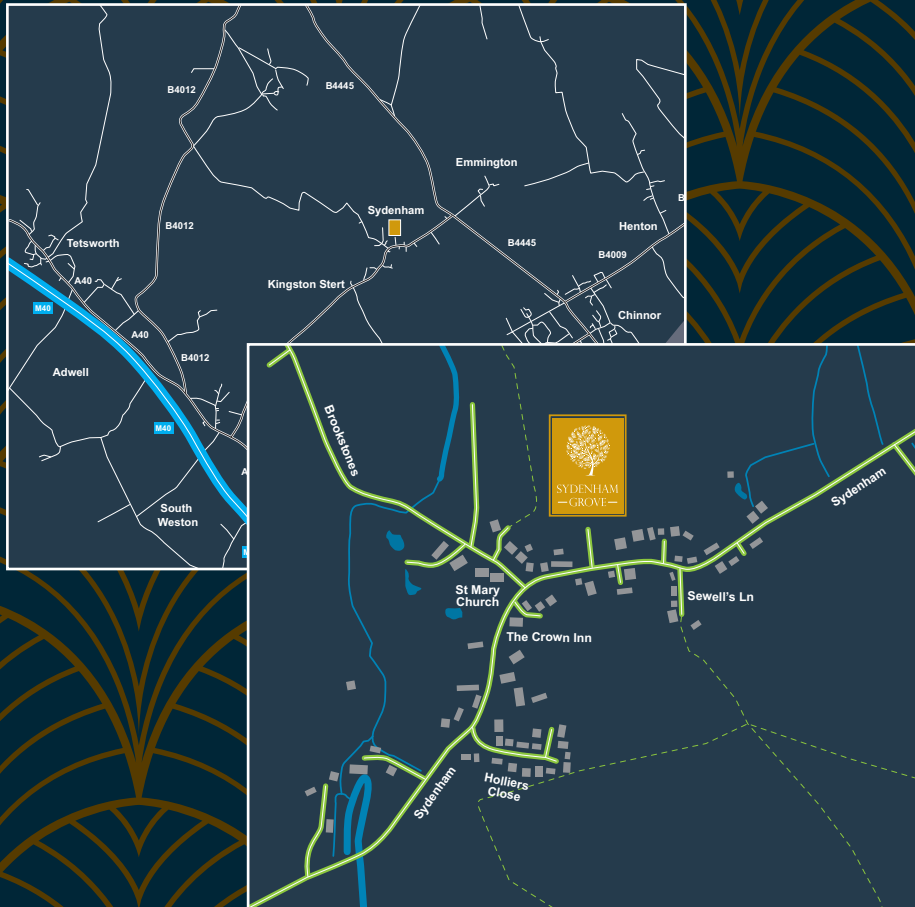 B4012
B4445
Emmington
Sydenham
B
B4012
Henton
Tetsworth
B4445
B4009
A40
Kingston Stert
M40
Chinnor
A40
B4012
Adwell
M40
A
South
Weston
M
Brookstones
SYDENHAM
GROVE
Sydenham
St Mary
Church
Sewell's Ln
The Crown Inn
Sydenham
Holliers
Close